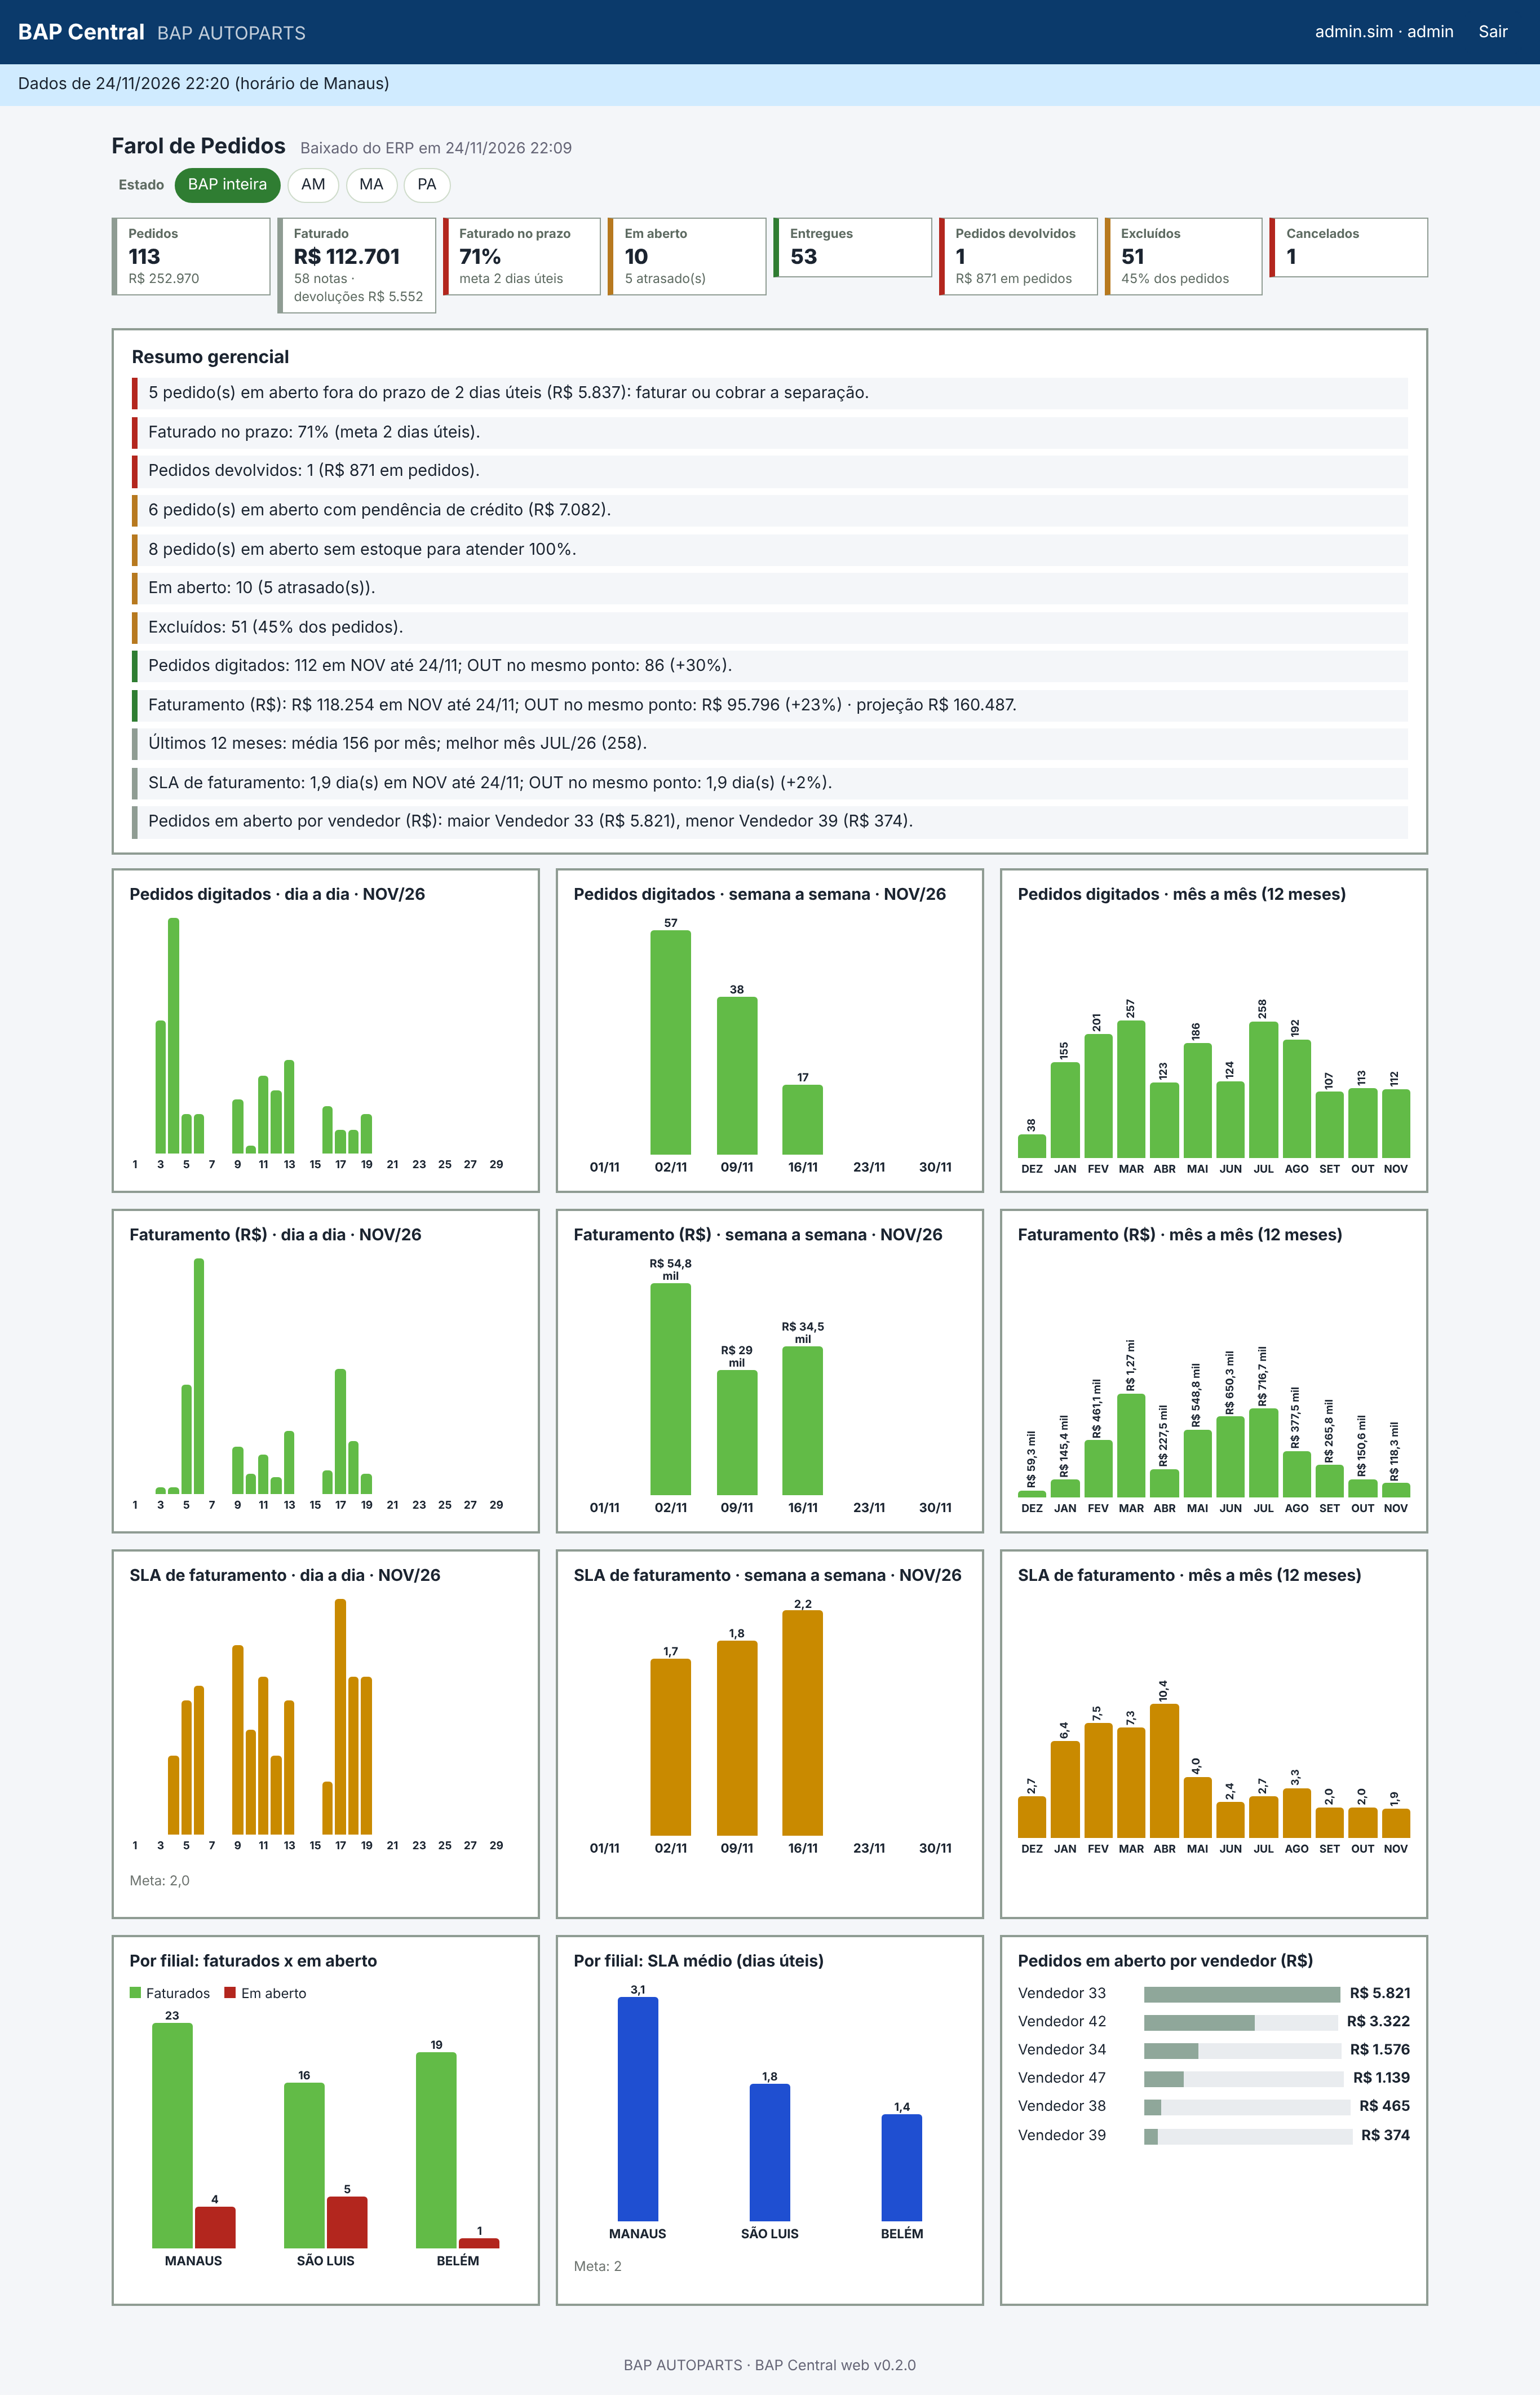 BAP Central BAP AUTOPARTS
admin.sim · admin Sair
Dados de 24/11/2026 22:20 (horário de Manaus)
Farol de Pedidos Baixado do ERP em 24/11/2026 22:09
Estado BAP inteira AM MA PA
Pedidos
113
R$ 252.970
Faturado
R$ 112.701
58 notas ·
devoluções R$ 5.552
Faturado no prazo
71%
meta 2 dias úteis
Em aberto
10
5 atrasado(s)
Entregues
53
Pedidos devolvidos
1
R$ 871 em pedidos
Excluídos
51
45% dos pedidos
Cancelados
1
Resumo gerencial
5 pedido(s) em aberto fora do prazo de 2 dias úteis (R$ 5.837): faturar ou cobrar a separação.
Faturado no prazo: 71% (meta 2 dias úteis).
Pedidos devolvidos: 1 (R$ 871 em pedidos).
6 pedido(s) em aberto com pendência de crédito (R$ 7.082).
8 pedido(s) em aberto sem estoque para atender 100%.
Em aberto: 10 (5 atrasado(s)).
Excluídos: 51 (45% dos pedidos).
Pedidos digitados: 112 em NOV até 24/11; OUT no mesmo ponto: 86 (+30%).
Faturamento (R$): R$ 118.254 em NOV até 24/11; OUT no mesmo ponto: R$ 95.796 (+23%) · projeção R$ 160.487.
Últimos 12 meses: média 156 por mês; melhor mês JUL/26 (258).
SLA de faturamento: 1,9 dia(s) em NOV até 24/11; OUT no mesmo ponto: 1,9 dia(s) (+2%).
Pedidos em aberto por vendedor (R$): maior Vendedor 33 (R$ 5.821), menor Vendedor 39 (R$ 374).
Pedidos digitados · dia a dia · NOV/26
1 3 5 7 9 11 13 15 17 19 21 23 25 27 29
Pedidos digitados · semana a semana · NOV/26
57 38 17
01/11 02/11 09/11 16/11 23/11 30/11
Pedidos digitados · mês a mês (12 meses)
38 155 201 257 123 186 124 258 192 107 113 112
DEZ JAN FEV MAR ABR MAI JUN JUL AGO SET OUT NOV
Faturamento (R$) · dia a dia · NOV/26
1 3 5 7 9 11 13 15 17 19 21 23 25 27 29
Faturamento (R$) · semana a semana · NOV/26
R$ 54,8
mil
R$ 29
mil
R$ 34,5
mil
01/11 02/11 09/11 16/11 23/11 30/11
Faturamento (R$) · mês a mês (12 meses)
R$ 59,3 mil
R$ 145,4 mil
R$ 461,1 mil
R$ 1,27 mi
R$ 227,5 mil
R$ 548,8 mil
R$ 650,3 mil
R$ 716,7 mil
R$ 377,5 mil
R$ 265,8 mil
R$ 150,6 mil
R$ 118,3 mil
DEZ JAN FEV MAR ABR MAI JUN JUL AGO SET OUT NOV
SLA de faturamento · dia a dia · NOV/26
1 3 5 7 9 11 13 15 17 19 21 23 25 27 29
Meta: 2,0
SLA de faturamento · semana a semana · NOV/26
1,7 1,8 2,2
01/11 02/11 09/11 16/11 23/11 30/11
SLA de faturamento · mês a mês (12 meses)
2,7 6,4 7,5 7,3 10,4 4,0 2,4 2,7 3,3 2,0 2,0 1,9
DEZ JAN FEV MAR ABR MAI JUN JUL AGO SET OUT NOV
Por filial: faturados x em aberto
Faturados Em aberto
23 4 16 5 19 1
MANAUS SÃO LUIS BELÉM
Por filial: SLA médio (dias úteis)
3,1 1,8 1,4
MANAUS SÃO LUIS BELÉM
Meta: 2
Pedidos em aberto por vendedor (R$)
Vendedor 33 R$ 5.821
Vendedor 42 R$ 3.322
Vendedor 34 R$ 1.576
Vendedor 47 R$ 1.139
Vendedor 38 R$ 465
Vendedor 39 R$ 374
BAP AUTOPARTS · BAP Central web v0.2.0